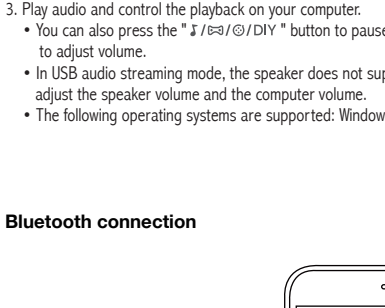 3. Play audio and control the playback on your computer.
• You can also press the " / / /DIY " button to pause
to adjust volume.
• In USB audio streaming mode, the speaker does not
adjust the speaker volume and the computer volume.
• The following operating systems are supported:
Bluetooth connection